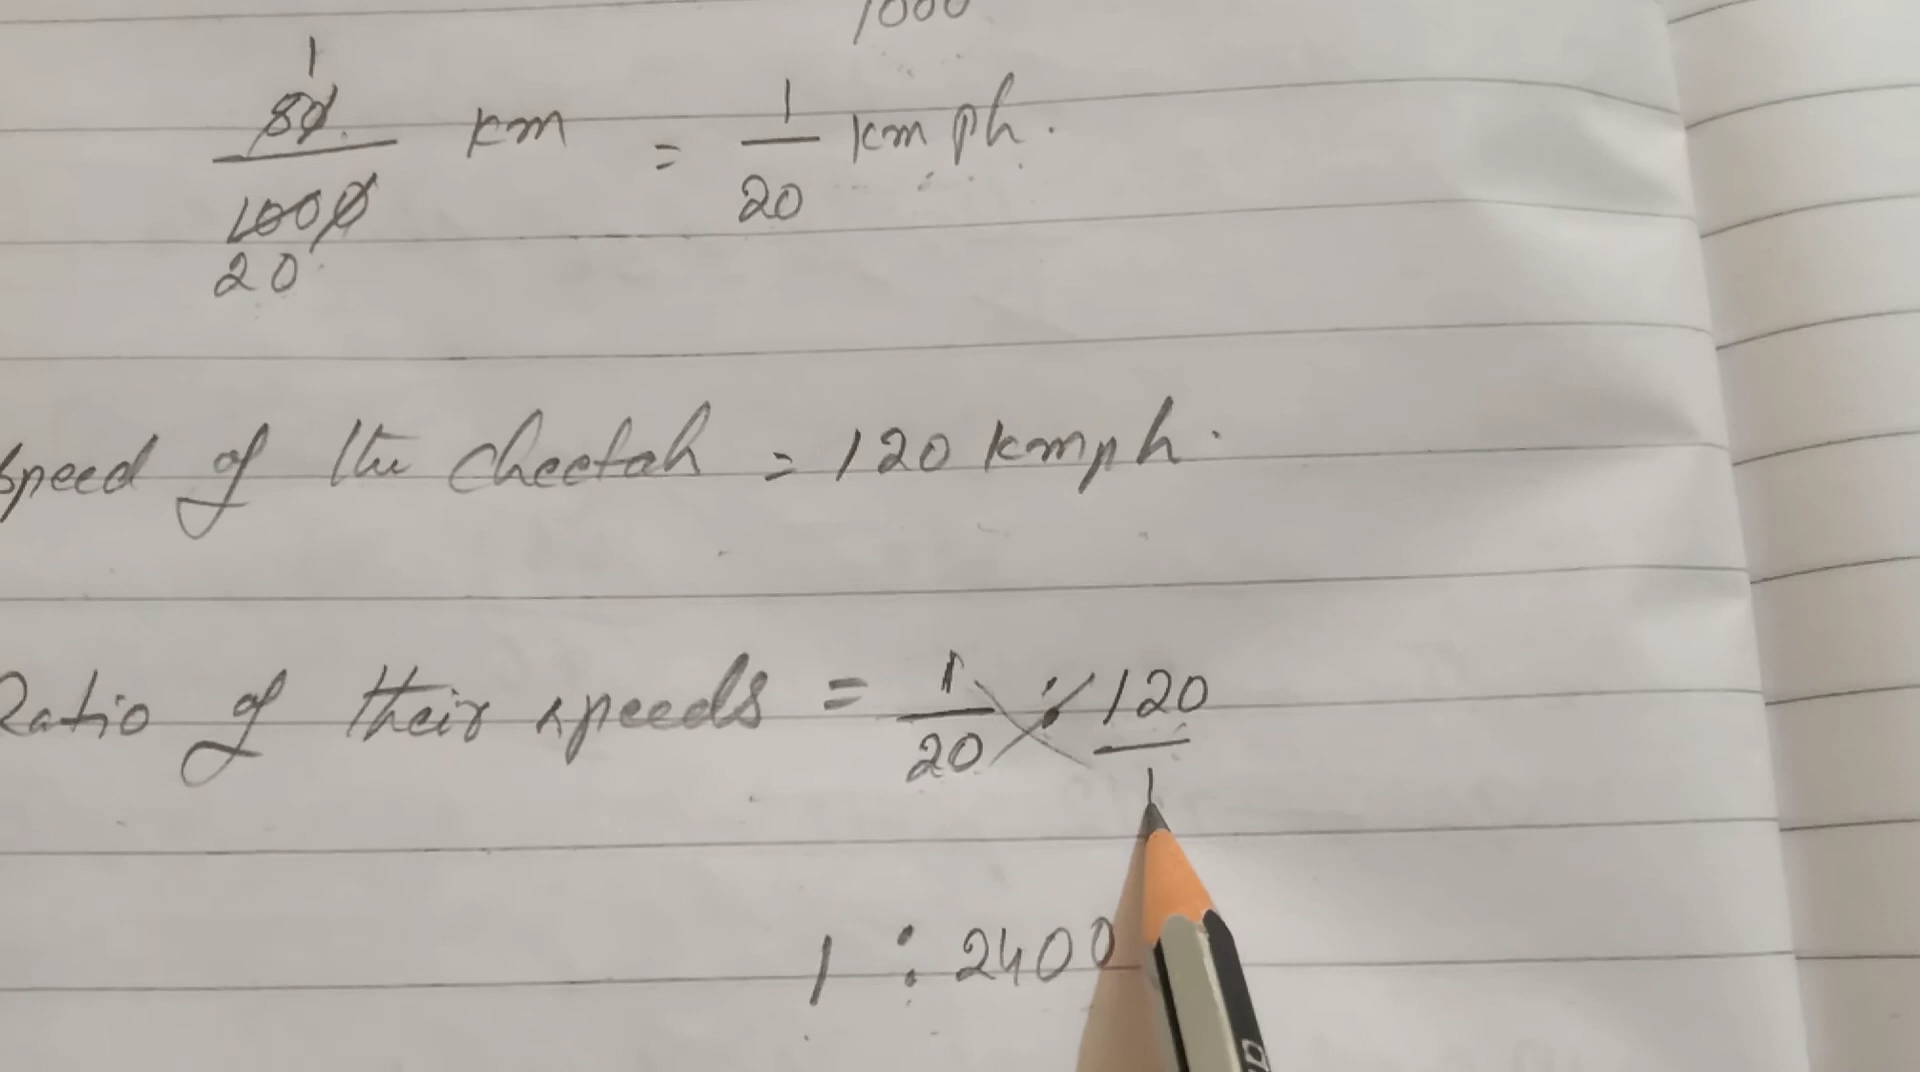 1000
1
50 km = 1 kmph.
1000 20
20
Speed of the cheetah = 120 kmph.
Ratio of their speeds = 1/20 : 120/1
1 : 2400